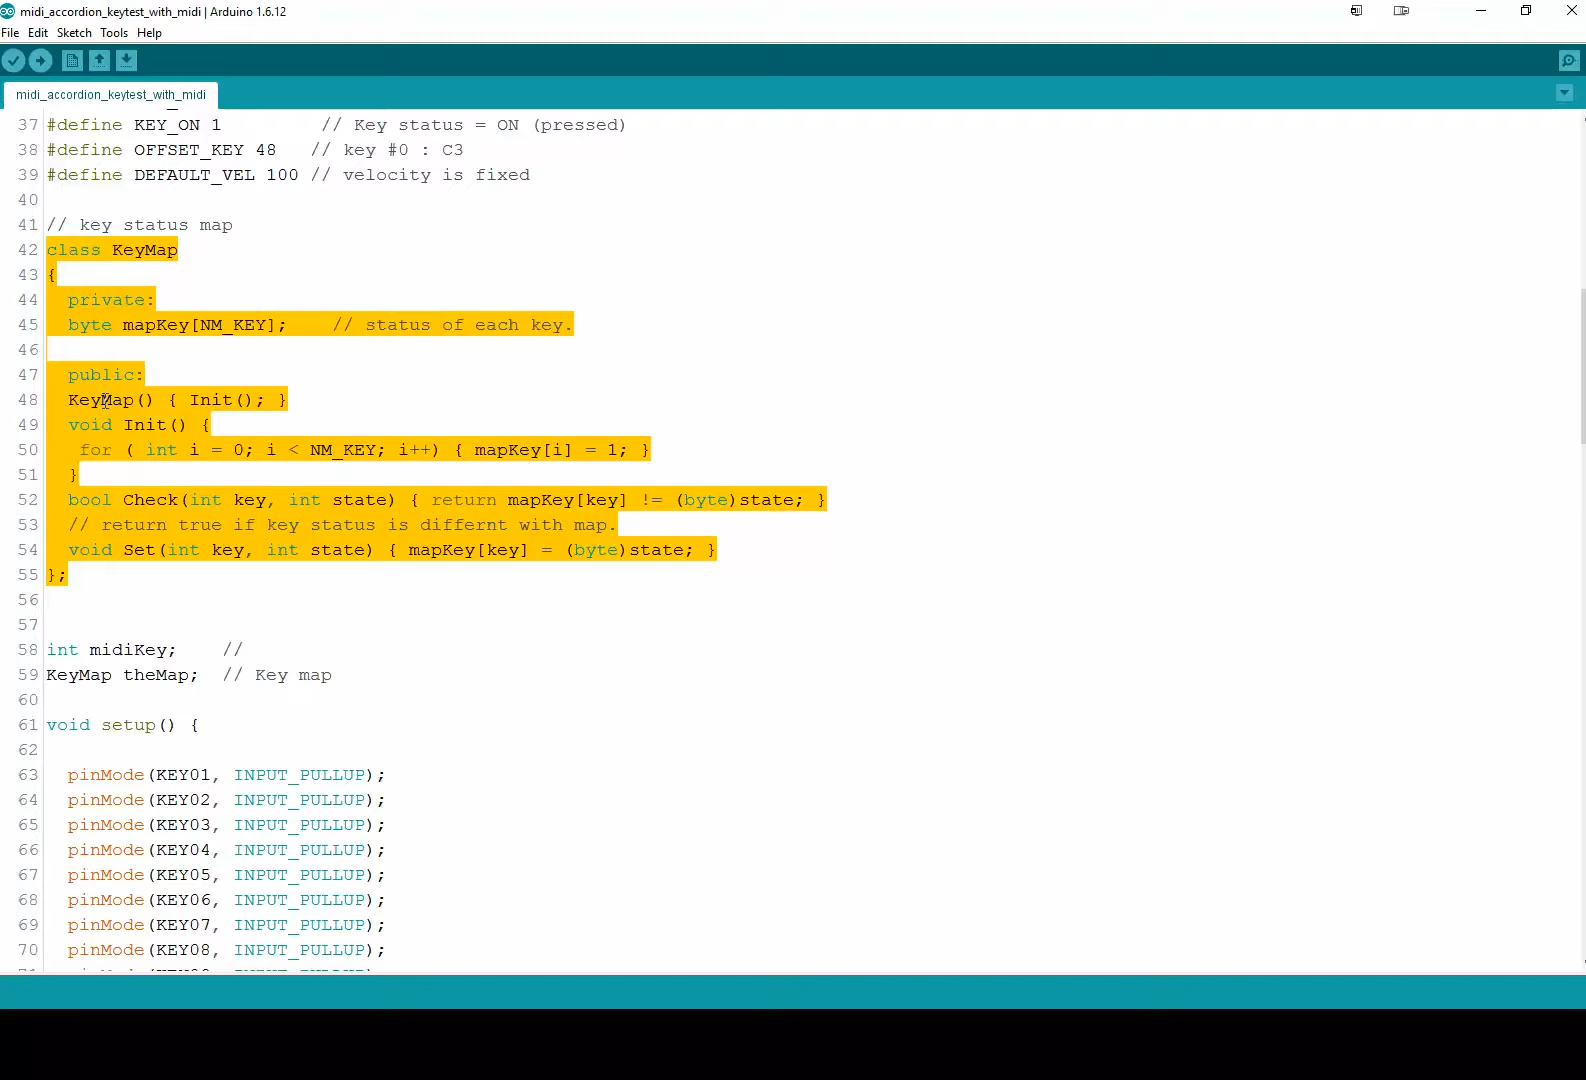 midi_accordion_keytest_with_midi | Arduino 1.6.12
File Edit Sketch Tools Help
midi_accordion_keytest_with_midi
37 #define KEY_ON 1 // Key status = ON (pressed)
38 #define OFFSET_KEY 48 // key #0 : C3
39 #define DEFAULT_VEL 100 // velocity is fixed
40
41 // key status map
42 class KeyMap
43 {
44 private:
45 byte mapKey[NM_KEY]; // status of each key.
46
47 public:
48 KeyMap() { Init(); }
49 void Init() {
50 for ( int i = 0; i < NM_KEY; i++) { mapKey[i] = 1; }
51 }
52 bool Check(int key, int state) { return mapKey[key] != (byte)state; }
53 // return true if key status is differnt with map.
54 void Set(int key, int state) { mapKey[key] = (byte)state; }
55 };
56
57
58 int midiKey; //
59 KeyMap theMap; // Key map
60
61 void setup() {
62
63 pinMode(KEY01, INPUT_PULLUP);
64 pinMode(KEY02, INPUT_PULLUP);
65 pinMode(KEY03, INPUT_PULLUP);
66 pinMode(KEY04, INPUT_PULLUP);
67 pinMode(KEY05, INPUT_PULLUP);
68 pinMode(KEY06, INPUT_PULLUP);
69 pinMode(KEY07, INPUT_PULLUP);
70 pinMode(KEY08, INPUT_PULLUP);